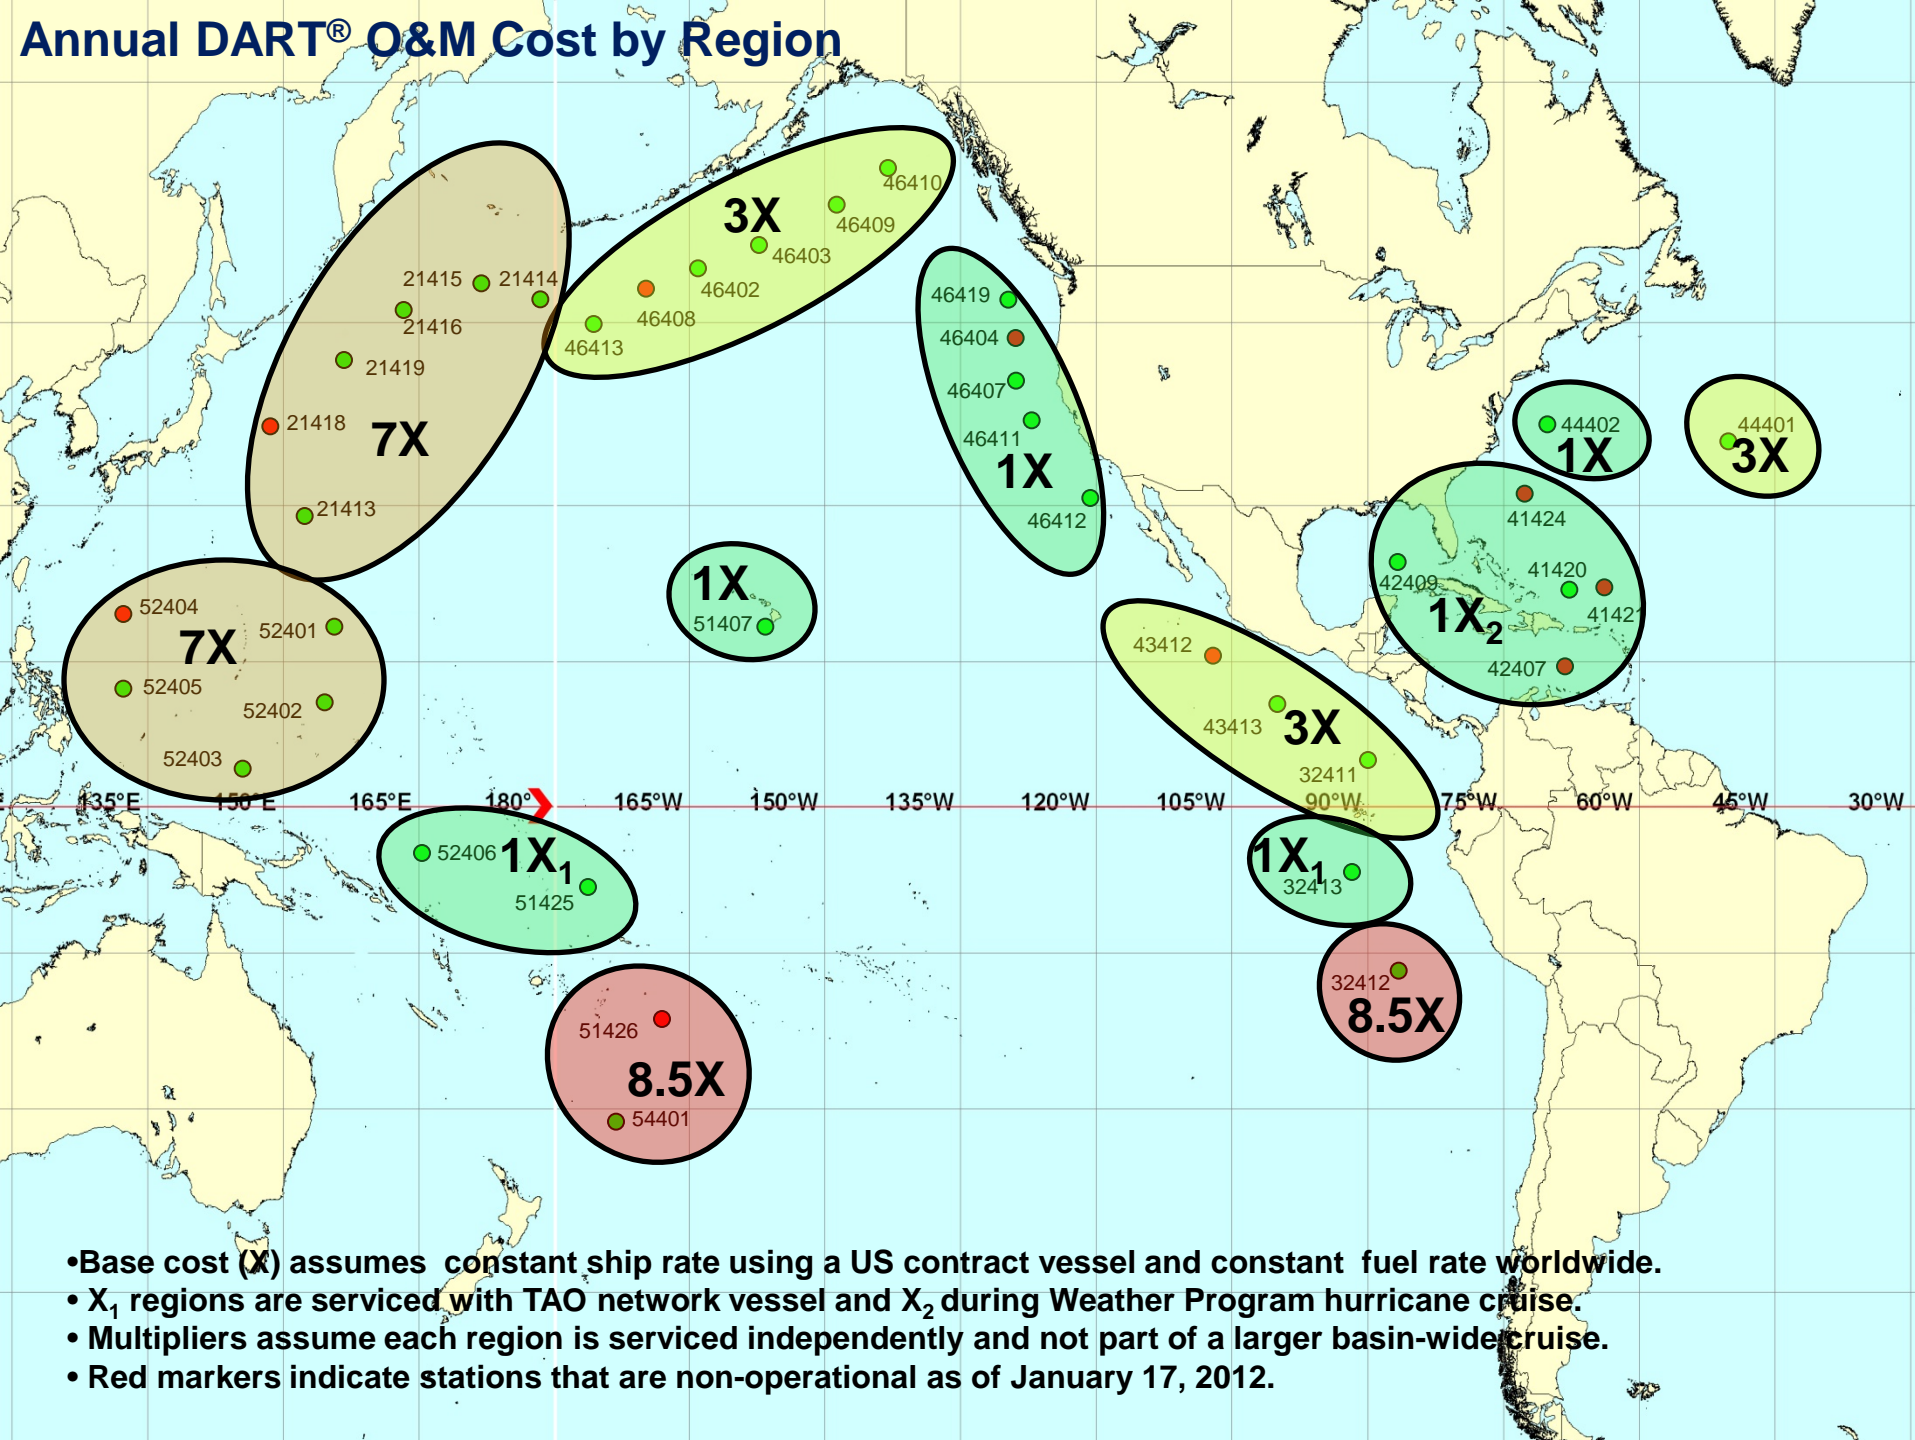 Annual DART® O&M Cost by Region
46410
3X
46409
46403
21415
21414
46402
46419
21416
46408
46404
46413
21419
46407
21418
7X
46411
44402
44401
1X
1X
3X
21413
46412
41424
52404
1X
42409
41420
52401
7X
51407
1X2
41421
43412
52405
42407
52402
43413
3X
52403
32411
135°E 150°E 165°E 180° 165°W 150°W 135°W 120°W 105°W 90°W 75°W 60°W 45°W 30°W
52406
1X1
1X1
51425
32413
32412
8.5X
51426
8.5X
54401
•Base cost (X) assumes constant ship rate using a US contract vessel and constant fuel rate worldwide.
• X1 regions are serviced with TAO network vessel and X2 during Weather Program hurricane cruise.
• Multipliers assume each region is serviced independently and not part of a larger basin-wide cruise.
• Red markers indicate stations that are non-operational as of January 17, 2012.